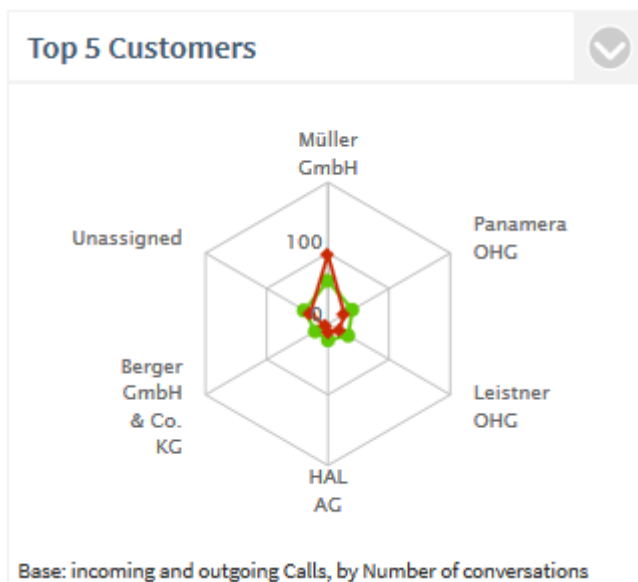 Top 5 Customers
Müller
GmbH
Panamera
OHG
Unassigned
100
0
Berger
GmbH
& Co.
KG
Leistner
OHG
HAL
AG
Base: incoming and outgoing Calls, by Number of conversations